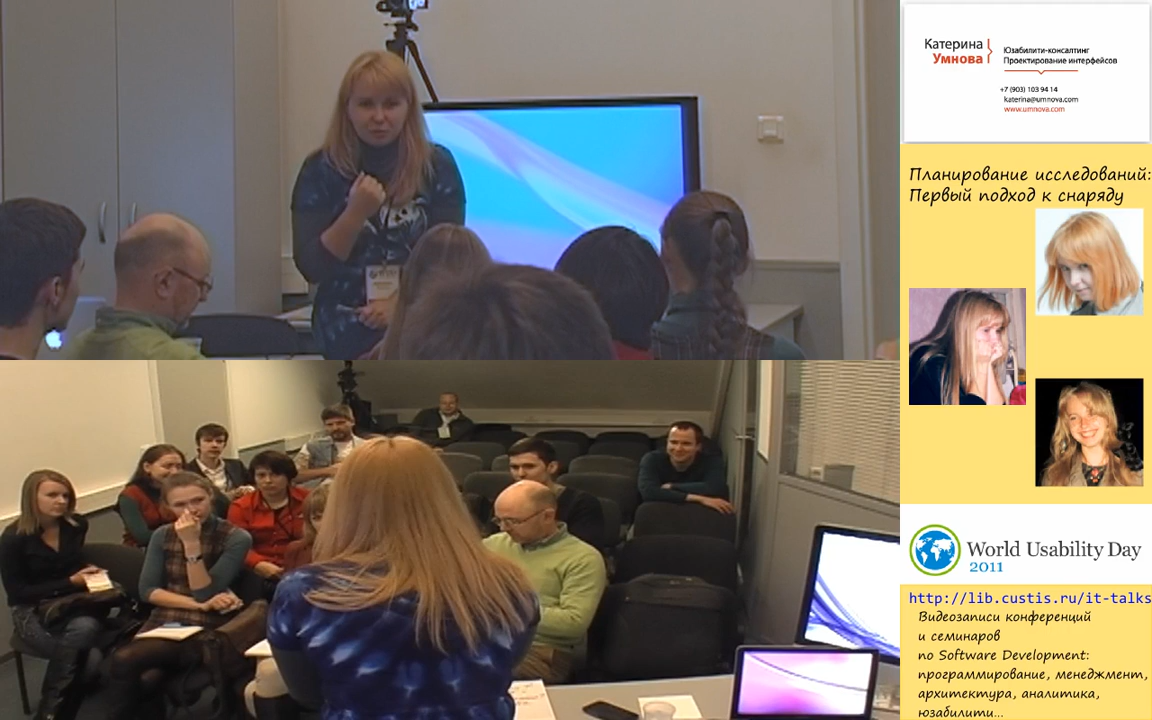 Катерина
Умнова
Юзабилити-консалтинг
Проектирование интерфейсов
+7 (903) 103 94 14
katerina@umnova.com
www.umnova.com
Планирование исследований:
Первый подход к снаряду
World Usability Day
2011
http://lib.custis.ru/it-talks
Видеозаписи конференций
и семинаров
по Software Development:
программирование, менеджмент,
архитектура, аналитика,
юзабилити...